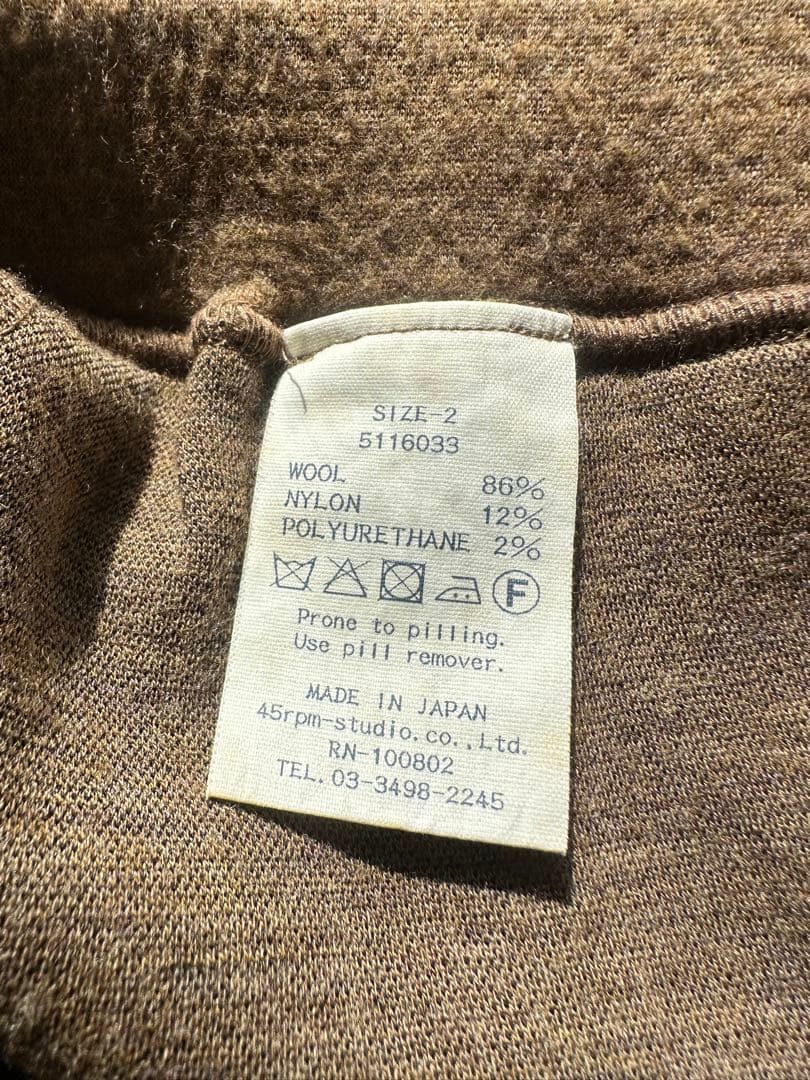 SIZE-2
5116033
WOOL 86%
NYLON 12%
POLYURETHANE 2%
F
Prone to pilling.
Use pill remover.
MADE IN JAPAN
45rpm-studio.co.,Ltd.
RN-100802
TEL.03-3498-2245